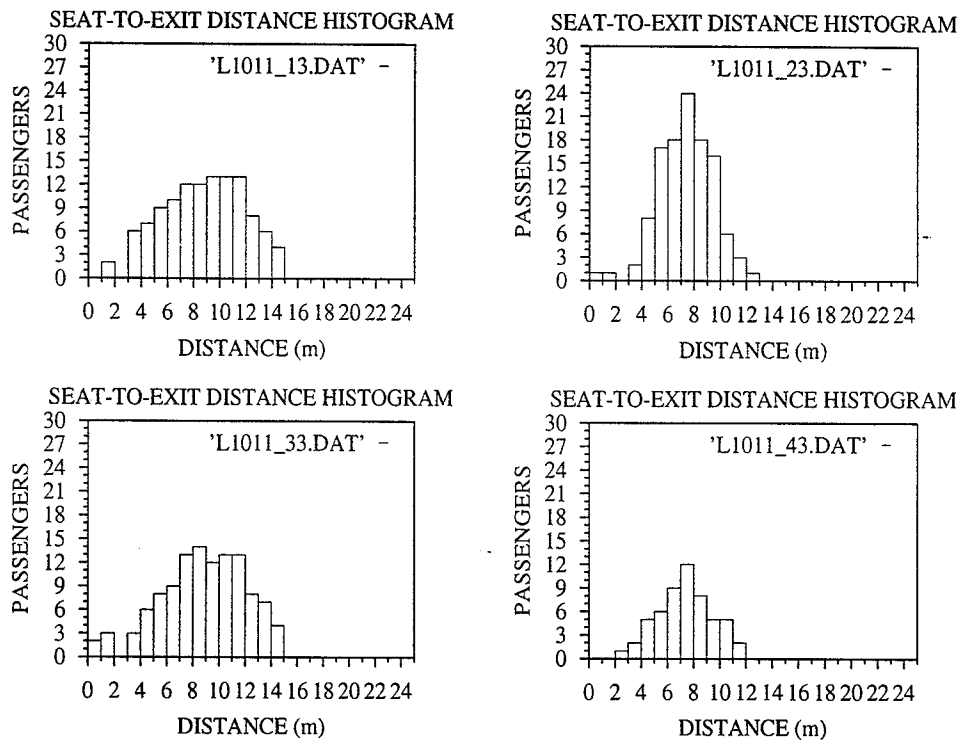 SEAT-TO-EXIT DISTANCE HISTOGRAM
'L1011_13.DAT'
PASSENGERS
30
27
24
21
18
15
12
9
6
3
0
0 2 4 6 8 10 12 14 16 18 20 22 24
DISTANCE (m)
SEAT-TO-EXIT DISTANCE HISTOGRAM
'L1011_23.DAT'
PASSENGERS
30
27
24
21
18
15
12
9
6
3
0
0 2 4 6 8 10 12 14 16 18 20 22 24
DISTANCE (m)
SEAT-TO-EXIT DISTANCE HISTOGRAM
'L1011_33.DAT'
PASSENGERS
30
27
24
21
18
15
12
9
6
3
0
0 2 4 6 8 10 12 14 16 18 20 22 24
DISTANCE (m)
SEAT-TO-EXIT DISTANCE HISTOGRAM
'L1011_43.DAT'
PASSENGERS
30
27
24
21
18
15
12
9
6
3
0
0 2 4 6 8 10 12 14 16 18 20 22 24
DISTANCE (m)